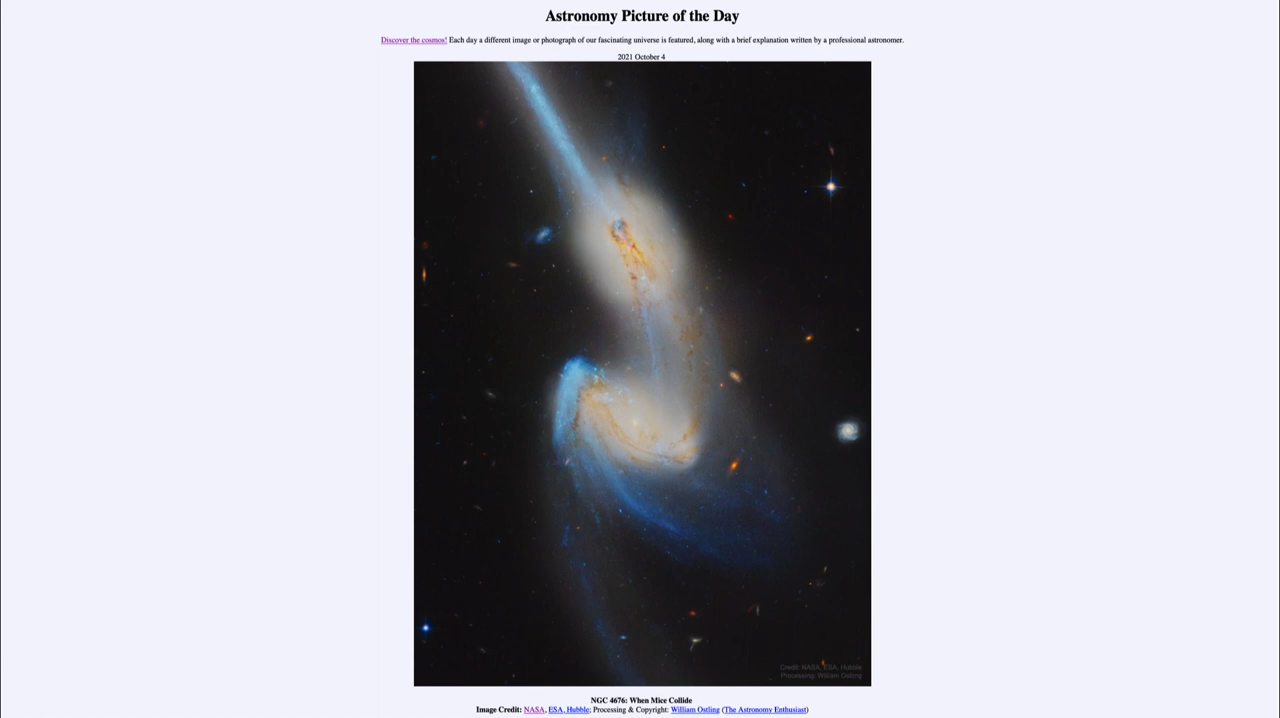 Astronomy Picture of the Day
Discover the cosmos! Each day a different image or photograph of our fascinating universe is featured, along with a brief explanation written by a professional astronomer.
2021 October 4
Credit: NASA, ESA, Hubble
Processing: William Ostling
NGC 4676: When Mice Collide
Image Credit: NASA, ESA, Hubble; Processing & Copyright: William Ostling (The Astronomy Enthusiast)